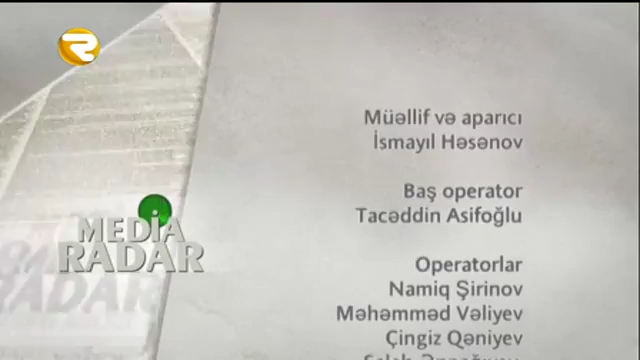 Müəllif və aparıcı
İsmayıl Həsənov
Baş operator
Tacəddin Asifoğlu
MEDİA
RADAR
Operatorlar
Namiq Şirinov
Məhəmməd Vəliyev
Çingiz Qəniyev